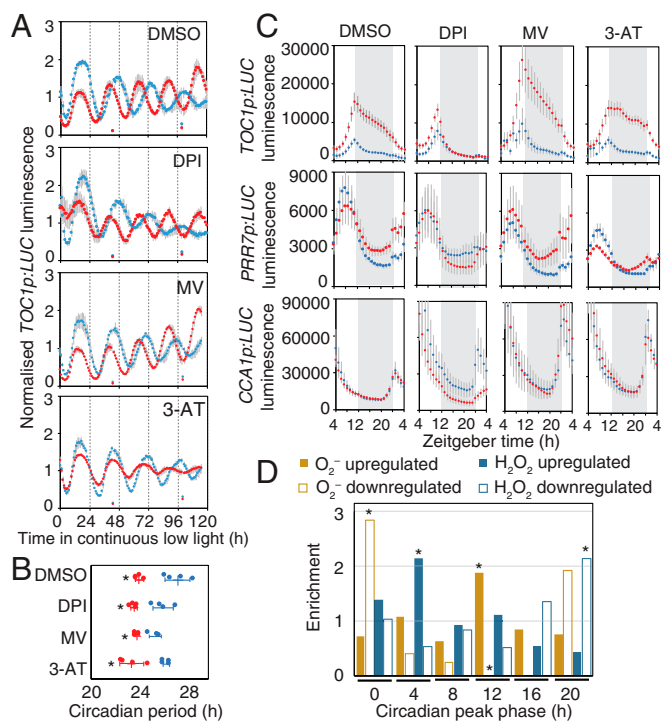 A
Normalised TOC1p:LUC luminescence
3
2
1
0
DMSO
3
2
1
0
DPI
3
2
1
0
MV
3
2
1
0
3-AT
0 24 48 72 96 120
Time in continuous low light (h)
B
DMSO
DPI
MV
3-AT
* * * *
20 24 28
Circadian period (h)
C
DMSO DPI MV 3-AT
TOC1p:LUC
luminescence
30000
20000
10000
0
PRR7p:LUC
luminescence
9000
6000
3000
0
CCA1p:LUC
luminescence
90000
60000
30000
0
4 12 20 4 4 12 20 4 4 12 20 4 4 12 20 4
Zeitgeber time (h)
D
O₂⁻ upregulated H₂O₂ upregulated
O₂⁻ downregulated H₂O₂ downregulated
Enrichment
3
2
1
0
* * * * *
0 4 8 12 16 20
Circadian peak phase (h)